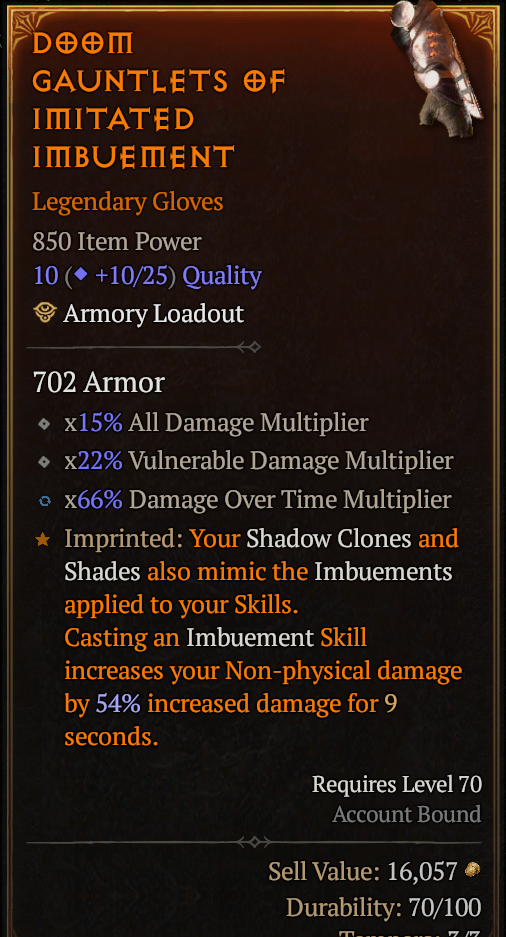 DOOM
GAUNTLETS OF
IMITATED
IMBUEMENT
Legendary Gloves
850 Item Power
10 (◆ +10/25) Quality
Armory Loadout
702 Armor
x15% All Damage Multiplier
x22% Vulnerable Damage Multiplier
x66% Damage Over Time Multiplier
Imprinted: Your Shadow Clones and
Shades also mimic the Imbuements
applied to your Skills.
Casting an Imbuement Skill
increases your Non-physical damage
by 54% increased damage for 9
seconds.
Requires Level 70
Account Bound
Sell Value: 16,057
Durability: 70/100